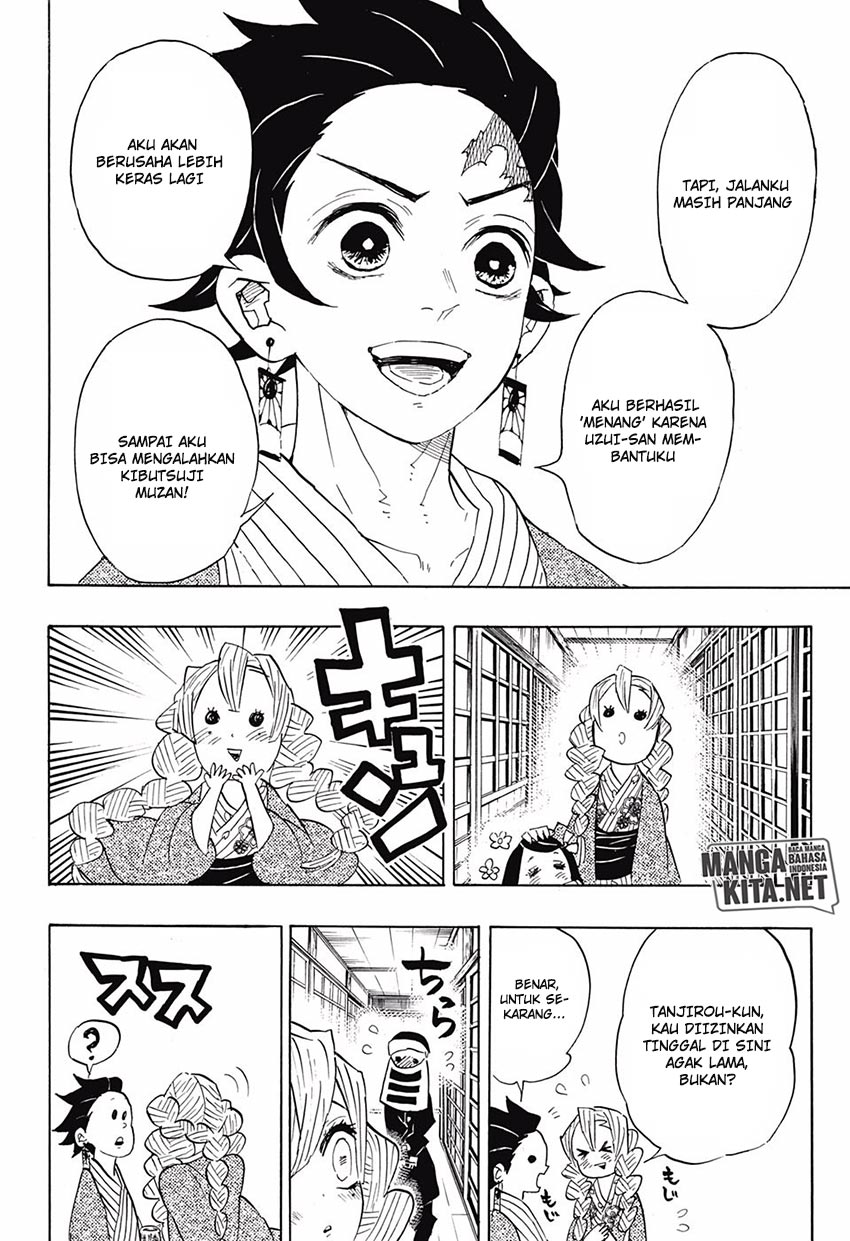 TAPI, JALANKU
MASIH PANJANG
AKU BERHASIL
'MENANG' KARENA
UZUI-SAN MEM-
BANTUKU
AKU AKAN
BERUSAHA LEBIH
KERAS LAGI
SAMPAI AKU
BISA MENGALAHKAN
KIBUTSUJI
MUZAN!
キュン
MANGA
KITA.NET
BACA MANGA
BAHASA
INDONESIA
TANJIROU-KUN,
KAU DIIZINKAN
TINGGAL DI SINI
AGAK LAMA,
BUKAN?
BENAR,
UNTUK SE-
KARANG...
もじ
もじ
ちら
スス
?